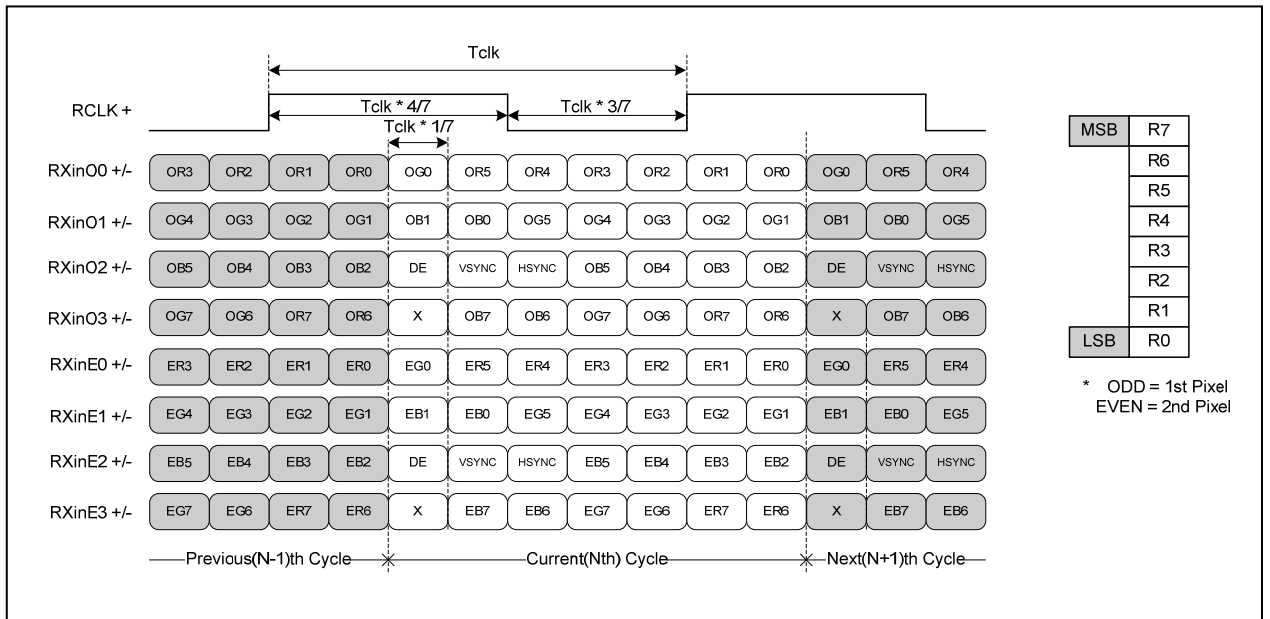 Tclk
RCLK +
Tclk * 4/7
Tclk * 3/7
Tclk * 1/7
RXinO0 +/- OR3 OR2 OR1 OR0 OG0 OR5 OR4 OR3 OR2 OR1 OR0 OG0 OR5 OR4
RXinO1 +/- OG4 OG3 OG2 OG1 OB1 OB0 OG5 OG4 OG3 OG2 OG1 OB1 OB0 OG5
RXinO2 +/- OB5 OB4 OB3 OB2 DE VSYNC HSYNC OB5 OB4 OB3 OB2 DE VSYNC HSYNC
RXinO3 +/- OG7 OG6 OR7 OR6 X OB7 OB6 OG7 OG6 OR7 OR6 X OB7 OB6
RXinE0 +/- ER3 ER2 ER1 ER0 EG0 ER5 ER4 ER3 ER2 ER1 ER0 EG0 ER5 ER4
RXinE1 +/- EG4 EG3 EG2 EG1 EB1 EB0 EG5 EG4 EG3 EG2 EG1 EB1 EB0 EG5
RXinE2 +/- EB5 EB4 EB3 EB2 DE VSYNC HSYNC EB5 EB4 EB3 EB2 DE VSYNC HSYNC
RXinE3 +/- EG7 EG6 ER7 ER6 X EB7 EB6 EG7 EG6 ER7 ER6 X EB7 EB6
Previous(N-1)th Cycle Current(Nth) Cycle Next(N+1)th Cycle
MSB R7
R6
R5
R4
R3
R2
R1
LSB R0
* ODD = 1st Pixel
EVEN = 2nd Pixel